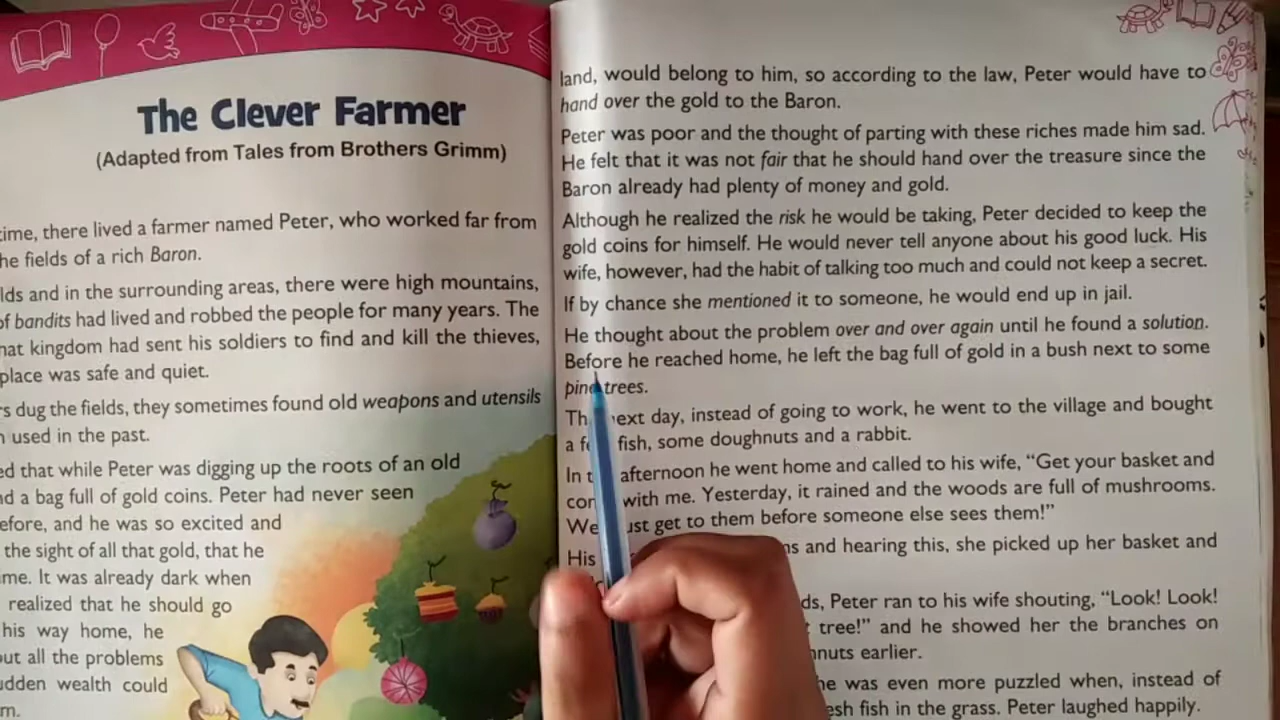 The Clever Farmer
(Adapted from Tales from Brothers Grimm)
time, there lived a farmer named Peter, who worked far from
he fields of a rich Baron.
lds and in the surrounding areas, there were high mountains,
of bandits had lived and robbed the people for many years. The
hat kingdom had sent his soldiers to find and kill the thieves,
place was safe and quiet.
s dug the fields, they sometimes found old weapons and utensils
n used in the past.
ed that while Peter was digging up the roots of an old
nd a bag full of gold coins. Peter had never seen
efore, and he was so excited and
the sight of all that gold, that he
me. It was already dark when
realized that he should go
his way home, he
out all the problems
udden wealth could
m.
land, would belong to him, so according to the law, Peter would have to
hand over the gold to the Baron.
Peter was poor and the thought of parting with these riches made him sad.
He felt that it was not fair that he should hand over the treasure since the
Baron already had plenty of money and gold.
Although he realized the risk he would be taking, Peter decided to keep the
gold coins for himself. He would never tell anyone about his good luck. His
wife, however, had the habit of talking too much and could not keep a secret.
If by chance she mentioned it to someone, he would end up in jail.
He thought about the problem over and over again until he found a solution.
Before he reached home, he left the bag full of gold in a bush next to some
pine trees.
Th ext day, instead of going to work, he went to the village and bought
a fe fish, some doughnuts and a rabbit.
In t afternoon he went home and called to his wife, “Get your basket and
com with me. Yesterday, it rained and the woods are full of mushrooms.
We ust get to them before someone else sees them!”
His ns and hearing this, she picked up her basket and
ds, Peter ran to his wife shouting, “Look! Look!
t tree!” and he showed her the branches on
nuts earlier.
he was even more puzzled when, instead of
esh fish in the grass. Peter laughed happily.